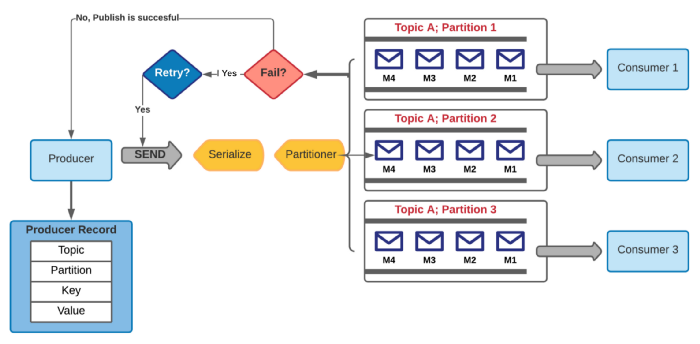 No, Publish is succesful
Retry?
Yes
Fail?
Yes
Producer
SEND
Serialize
Partitioner
Producer Record
Topic
Partition
Key
Value
Topic A; Partition 1
M4 M3 M2 M1
Consumer 1
Topic A; Partition 2
M4 M3 M2 M1
Consumer 2
Topic A; Partition 3
M4 M3 M2 M1
Consumer 3